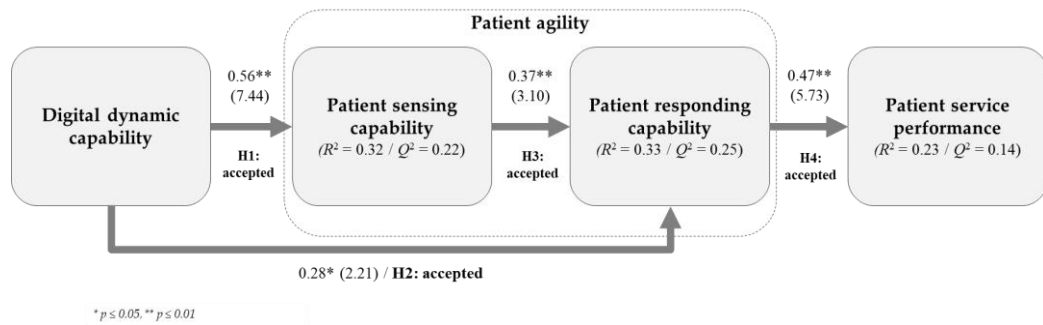 Patient agility
Digital dynamic
capability
0.56**
(7.44)
H1:
accepted
Patient sensing
capability
(R² = 0.32 / Q² = 0.22)
0.37**
(3.10)
H3:
accepted
Patient responding
capability
(R² = 0.33 / Q² = 0.25)
0.47**
(5.73)
H4:
accepted
Patient service
performance
(R² = 0.23 / Q² = 0.14)
0.28* (2.21) / H2: accepted
* p ≤ 0.05, ** p ≤ 0.01